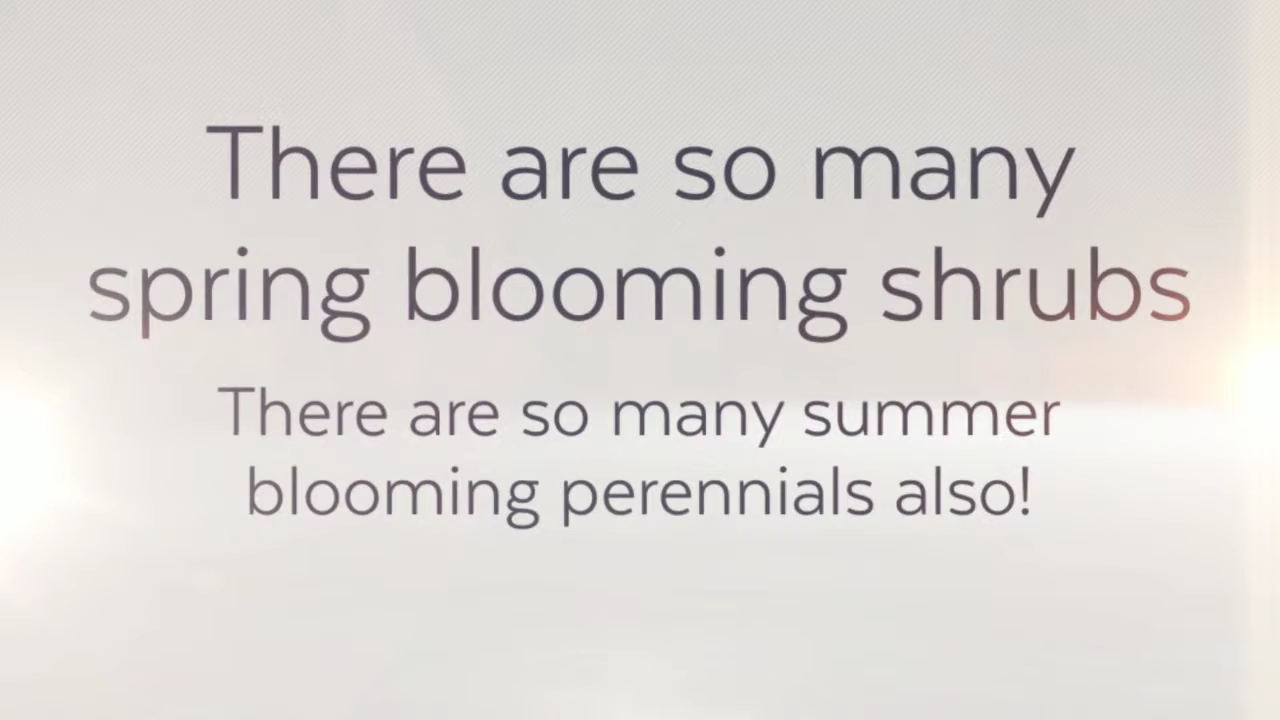 There are so many
spring blooming shrubs
There are so many summer
blooming perennials also!